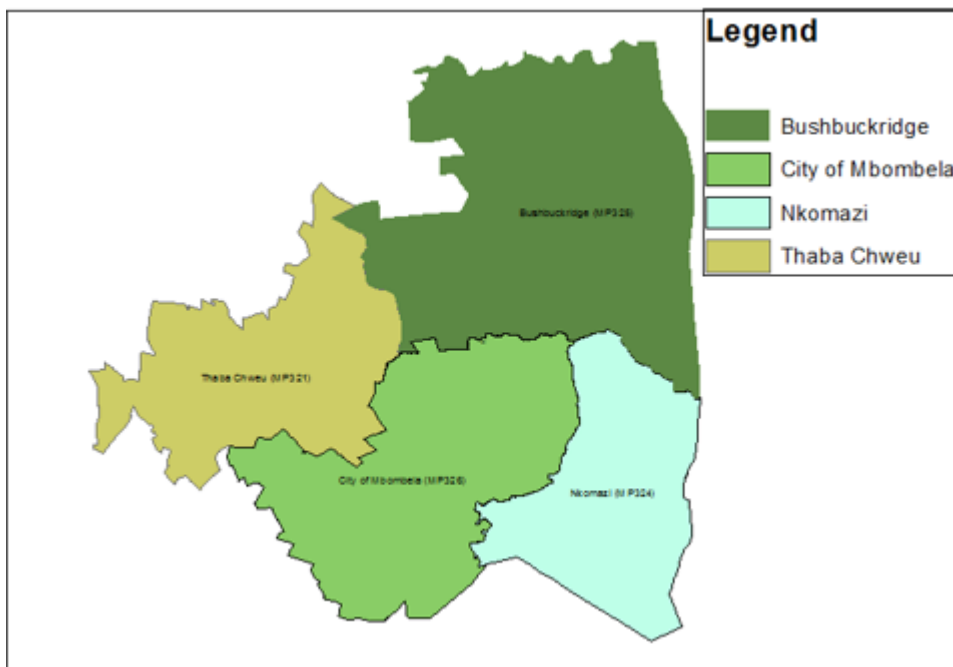 Legend
Bushbuckridge
City of Mbombela
Nkomazi
Thaba Chweu
Bushbuckridge (MP325)
Thaba Chweu (MP321)
City of Mbombela (MP326)
Nkomazi (MP324)